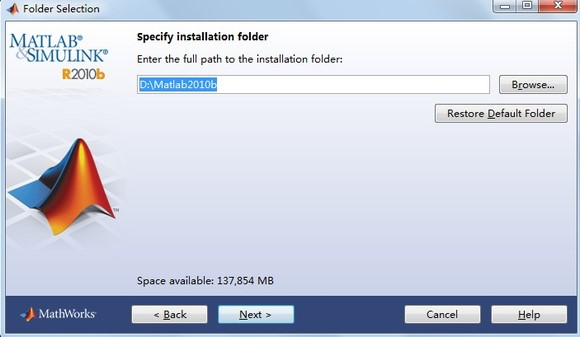 Folder Selection
MATLAB®
&SIMULINK®
R2010b
Specify installation folder
Enter the full path to the installation folder:
D:\Matlab2010b
Browse...
Restore Default Folder
Space available: 137,854 MB
MathWorks®
< Back
Next >
Cancel
Help